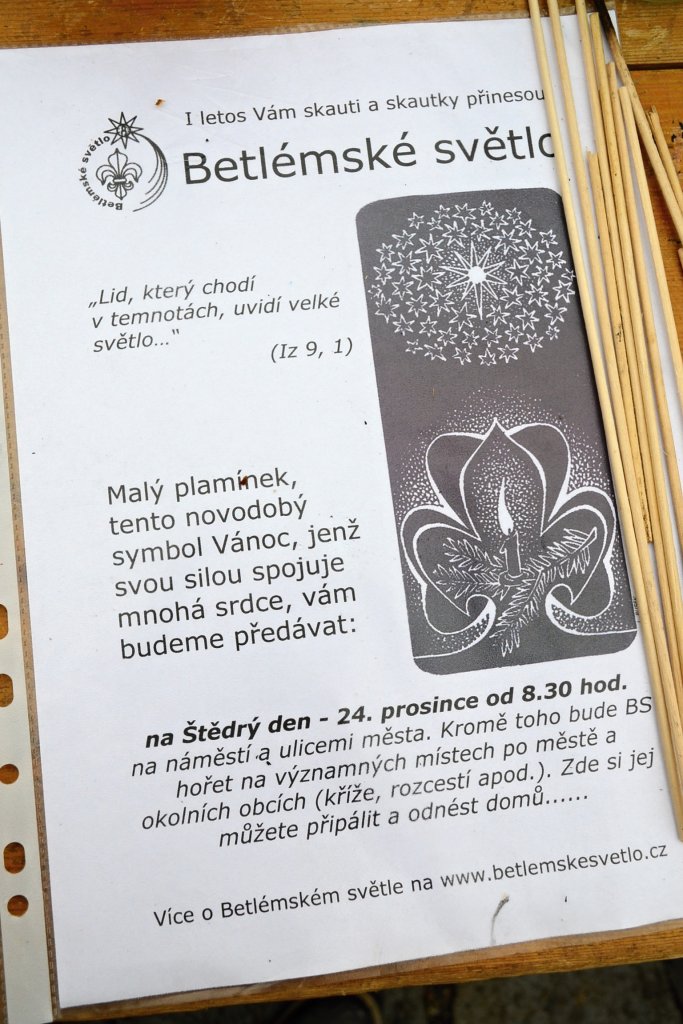 I letos Vám skauti a skautky přinesou
Betlémské světlo
Betlémské světlo
Betlémské
„Lid, který chodí
v temnotách, uvidí velké
světlo…“
(Iz 9, 1)
Malý plamínek,
tento novodobý
symbol Vánoc, jenž
svou silou spojuje
mnohá srdce, vám
budeme předávat:
na Štědrý den - 24. prosince od 8.30 hod.
na náměstí a ulicemi města. Kromě toho bude BS
hořet na významných místech po městě a
okolních obcích (kříže, rozcestí apod.). Zde si jej
můžete připálit a odnést domů......
Více o Betlémském světle na www.betlemskesvetlo.cz